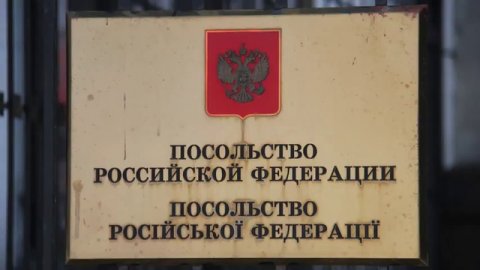 ПОСОЛЬСТВО
РОССИЙСКОЙ ФЕДЕРАЦИИ
ПОСОЛЬСТВО
РОСІЙСЬКОЇ ФЕДЕРАЦІЇ